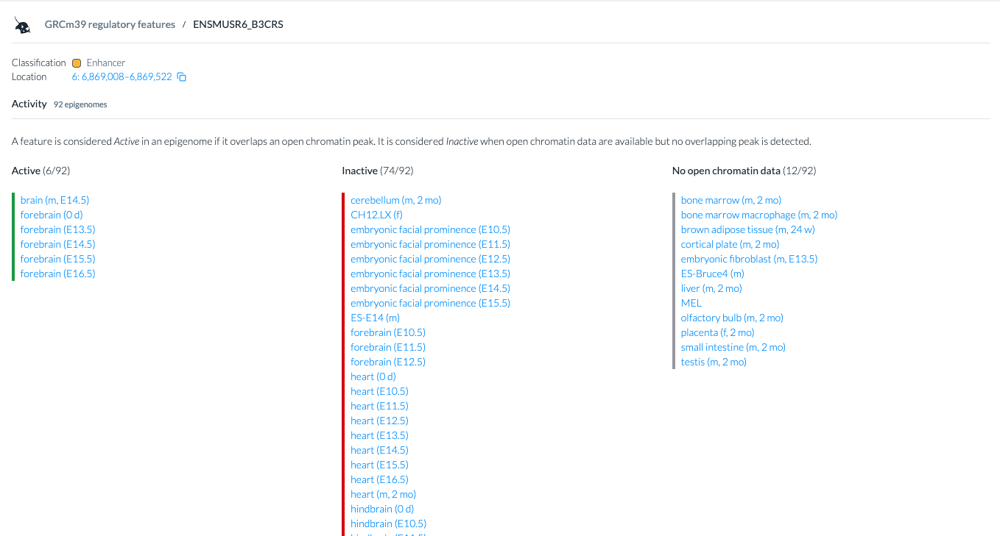 GRCm39 regulatory features / ENSMUSR6_B3CRS
Classification Enhancer
Location 6: 6,869,008–6,869,522
Activity 92 epigenomes
A feature is considered Active in an epigenome if it overlaps an open chromatin peak. It is considered Inactive when open chromatin data are available but no overlapping peak is detected.
Active (6/92)
brain (m, E14.5)
forebrain (0 d)
forebrain (E13.5)
forebrain (E14.5)
forebrain (E15.5)
forebrain (E16.5)
Inactive (74/92)
cerebellum (m, 2 mo)
CH12.LX (f)
embryonic facial prominence (E10.5)
embryonic facial prominence (E11.5)
embryonic facial prominence (E12.5)
embryonic facial prominence (E13.5)
embryonic facial prominence (E14.5)
embryonic facial prominence (E15.5)
ES-E14 (m)
forebrain (E10.5)
forebrain (E11.5)
forebrain (E12.5)
heart (0 d)
heart (E10.5)
heart (E11.5)
heart (E12.5)
heart (E13.5)
heart (E14.5)
heart (E15.5)
heart (E16.5)
heart (m, 2 mo)
hindbrain (0 d)
hindbrain (E10.5)
No open chromatin data (12/92)
bone marrow (m, 2 mo)
bone marrow macrophage (m, 2 mo)
brown adipose tissue (m, 24 w)
cortical plate (m, 2 mo)
embryonic fibroblast (m, E13.5)
ES-Bruce4 (m)
liver (m, 2 mo)
MEL
olfactory bulb (m, 2 mo)
placenta (f, 2 mo)
small intestine (m, 2 mo)
testis (m, 2 mo)